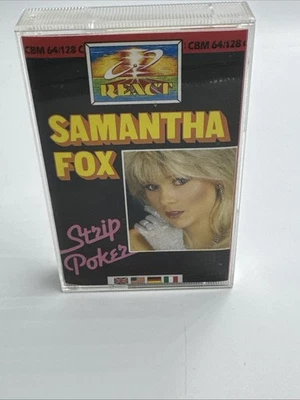 CBM 64/128 C
CBM 64/128
REACT
SAMANTHA
FOX
Strip
Poker